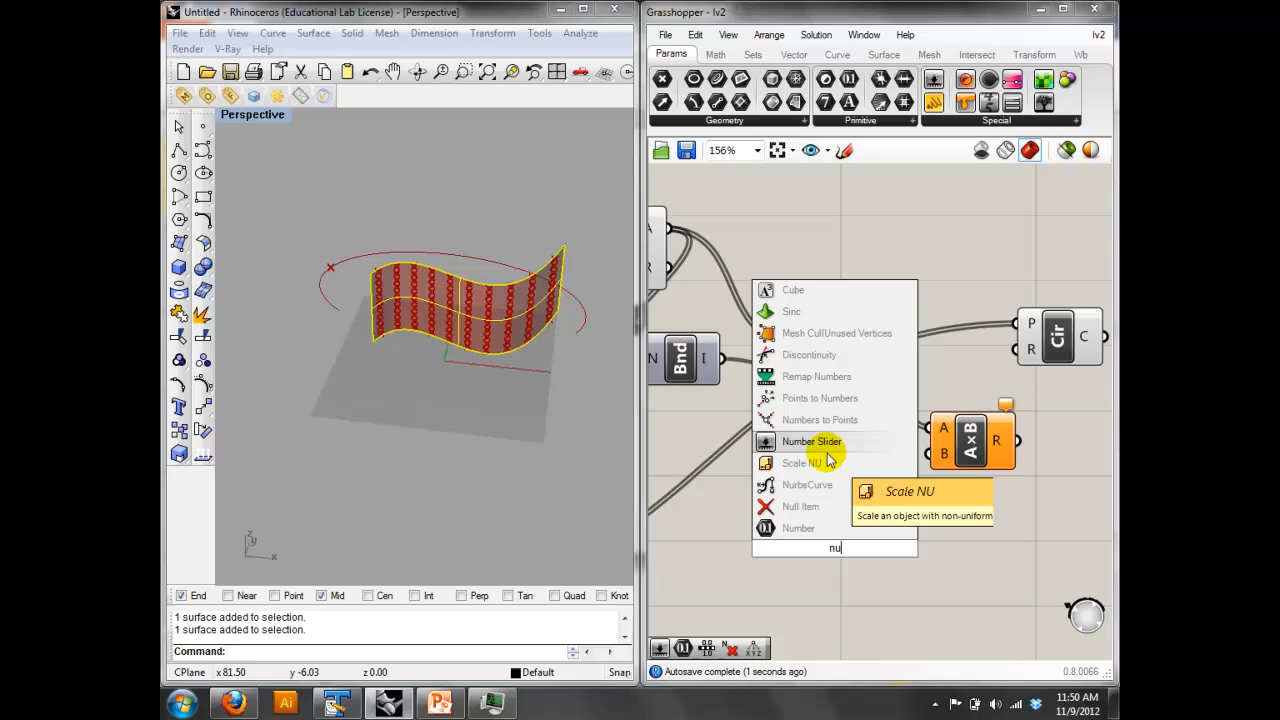 Untitled - Rhinoceros (Educational Lab License) - [Perspective]
File Edit View Curve Surface Solid Mesh Dimension Transform Tools Analyze
Render V-Ray Help
Perspective
z
y
x
End Near Point Mid Cen Int Perp Tan Quad Knot
1 surface added to selection.
1 surface added to selection.
Command:
CPlane x 81.50 y -6.03 z 0.00 Default Snap
Grasshopper - lv2
File Edit View Arrange Solution Window Help lv2
Params Math Sets Vector Curve Surface Mesh Intersect Transform Wb
Geometry Primitive Special
156%
A
R
N Bnd I
Cube
Sinc
Mesh CullUnused Vertices
Discontinuity
Remap Numbers
Points to Numbers
Numbers to Points
Number Slider
Scale NU
NurbsCurve
Null Item
Number
nu
Scale NU
Scale an object with non-uniform
P
R
Cir
C
A
B
A×B
R
Autosave complete (1 seconds ago) 0.8.0066
Ai
11:50 AM
11/9/2012